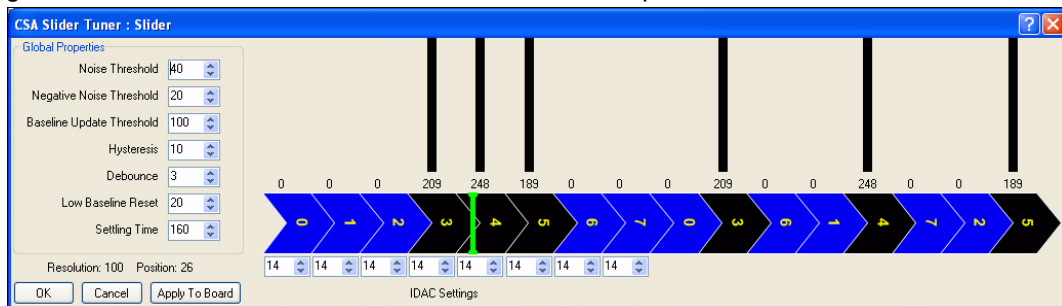 CSA Slider Tuner : Slider
Global Properties
Noise Threshold 40
Negative Noise Threshold 20
Baseline Update Threshold 100
Hysteresis 10
Debounce 3
Low Baseline Reset 20
Settling Time 160
Resolution: 100 Position: 26
OK Cancel Apply To Board
0 0 0 209 248 189 0 0 0 209 0 0 248 0 0 189
0 1 2 3 4 5 6 7 0 3 6 1 4 7 2 5
14 14 14 14 14 14 14 14
IDAC Settings